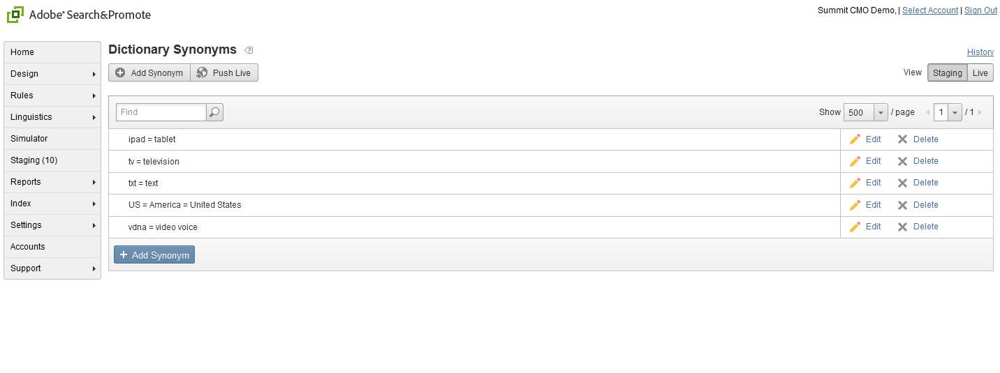 Adobe® Search&Promote
Summit CMO Demo, | Select Account | Sign Out
Home
Design
Rules
Linguistics
Simulator
Staging (10)
Reports
Index
Settings
Accounts
Support
Dictionary Synonyms ?
History
Add Synonym Push Live
View Staging Live
Find
Show 500 / page 1 / 1
ipad = tablet Edit Delete
tv = television Edit Delete
txt = text Edit Delete
US = America = United States Edit Delete
vdna = video voice Edit Delete
+ Add Synonym